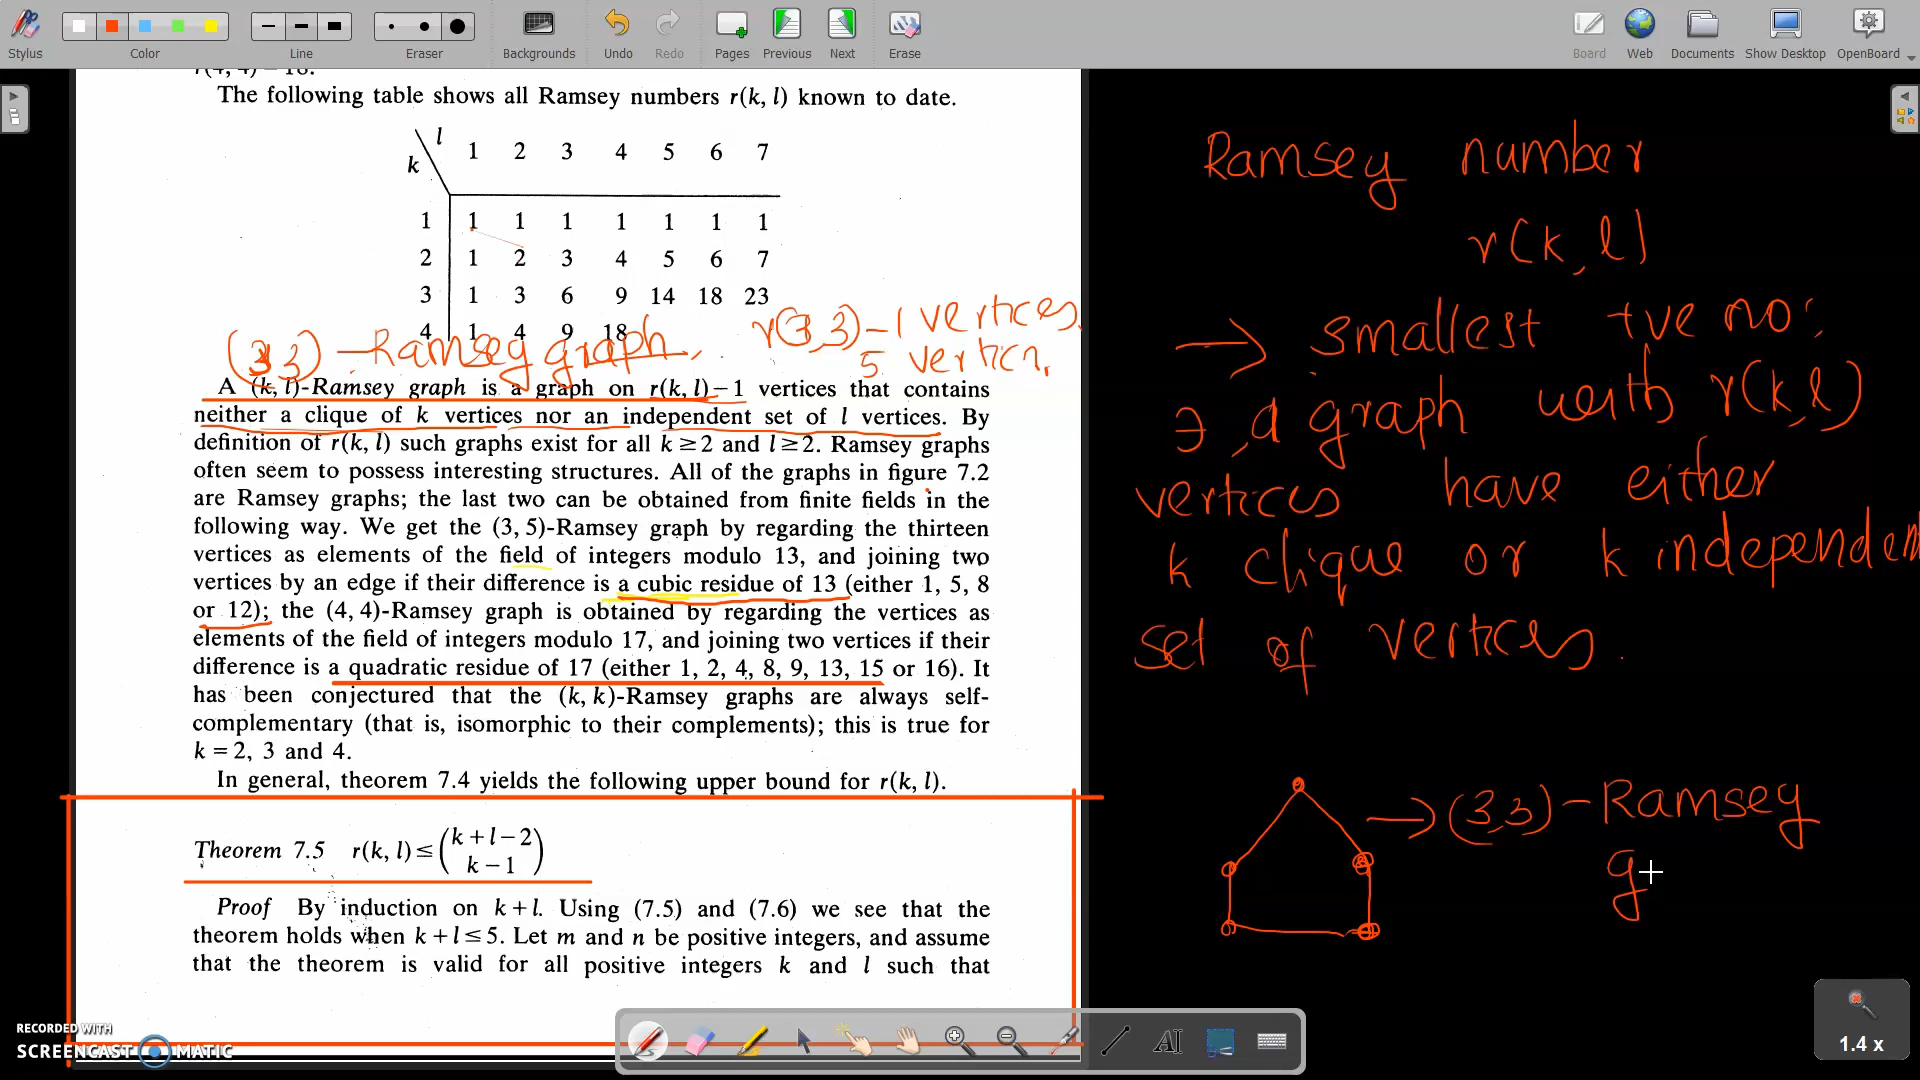 Stylus Color Line Eraser Backgrounds Undo Redo Pages Previous Next Erase Board Web Documents Show Desktop OpenBoard
r(4, 4) = 18.
The following table shows all Ramsey numbers r(k, l) known to date.
l
k 1 2 3 4 5 6 7
1 1 1 1 1 1 1 1
2 1 2 3 4 5 6 7
3 1 3 6 9 14 18 23
4 1 4 9 18
(3,3) - Ramsey graph. r(3,3)-1 vertices.
5 vertices.
A (k, l)-Ramsey graph is a graph on r(k, l)-1 vertices that contains
neither a clique of k vertices nor an independent set of l vertices. By
definition of r(k, l) such graphs exist for all k≥2 and l≥2. Ramsey graphs
often seem to possess interesting structures. All of the graphs in figure 7.2
are Ramsey graphs; the last two can be obtained from finite fields in the
following way. We get the (3, 5)-Ramsey graph by regarding the thirteen
vertices as elements of the field of integers modulo 13, and joining two
vertices by an edge if their difference is a cubic residue of 13 (either 1, 5, 8
or 12); the (4, 4)-Ramsey graph is obtained by regarding the vertices as
elements of the field of integers modulo 17, and joining two vertices if their
difference is a quadratic residue of 17 (either 1, 2, 4, 8, 9, 13, 15 or 16). It
has been conjectured that the (k, k)-Ramsey graphs are always self-
complementary (that is, isomorphic to their complements); this is true for
k = 2, 3 and 4.
In general, theorem 7.4 yields the following upper bound for r(k, l).
Theorem 7.5 r(k, l) ≤ (k + l − 2
k − 1)
Proof By induction on k + l. Using (7.5) and (7.6) we see that the
theorem holds when k + l ≤ 5. Let m and n be positive integers, and assume
that the theorem is valid for all positive integers k and l such that
Ramsey number
r(k, l)
→ smallest +ve no:
∋, a graph with r(k,l)
vertices have either
k clique or k independen
set of vertices.
→ (3,3) - Ramsey
g
RECORDED WITH
SCREENCAST MATIC
1.4 x